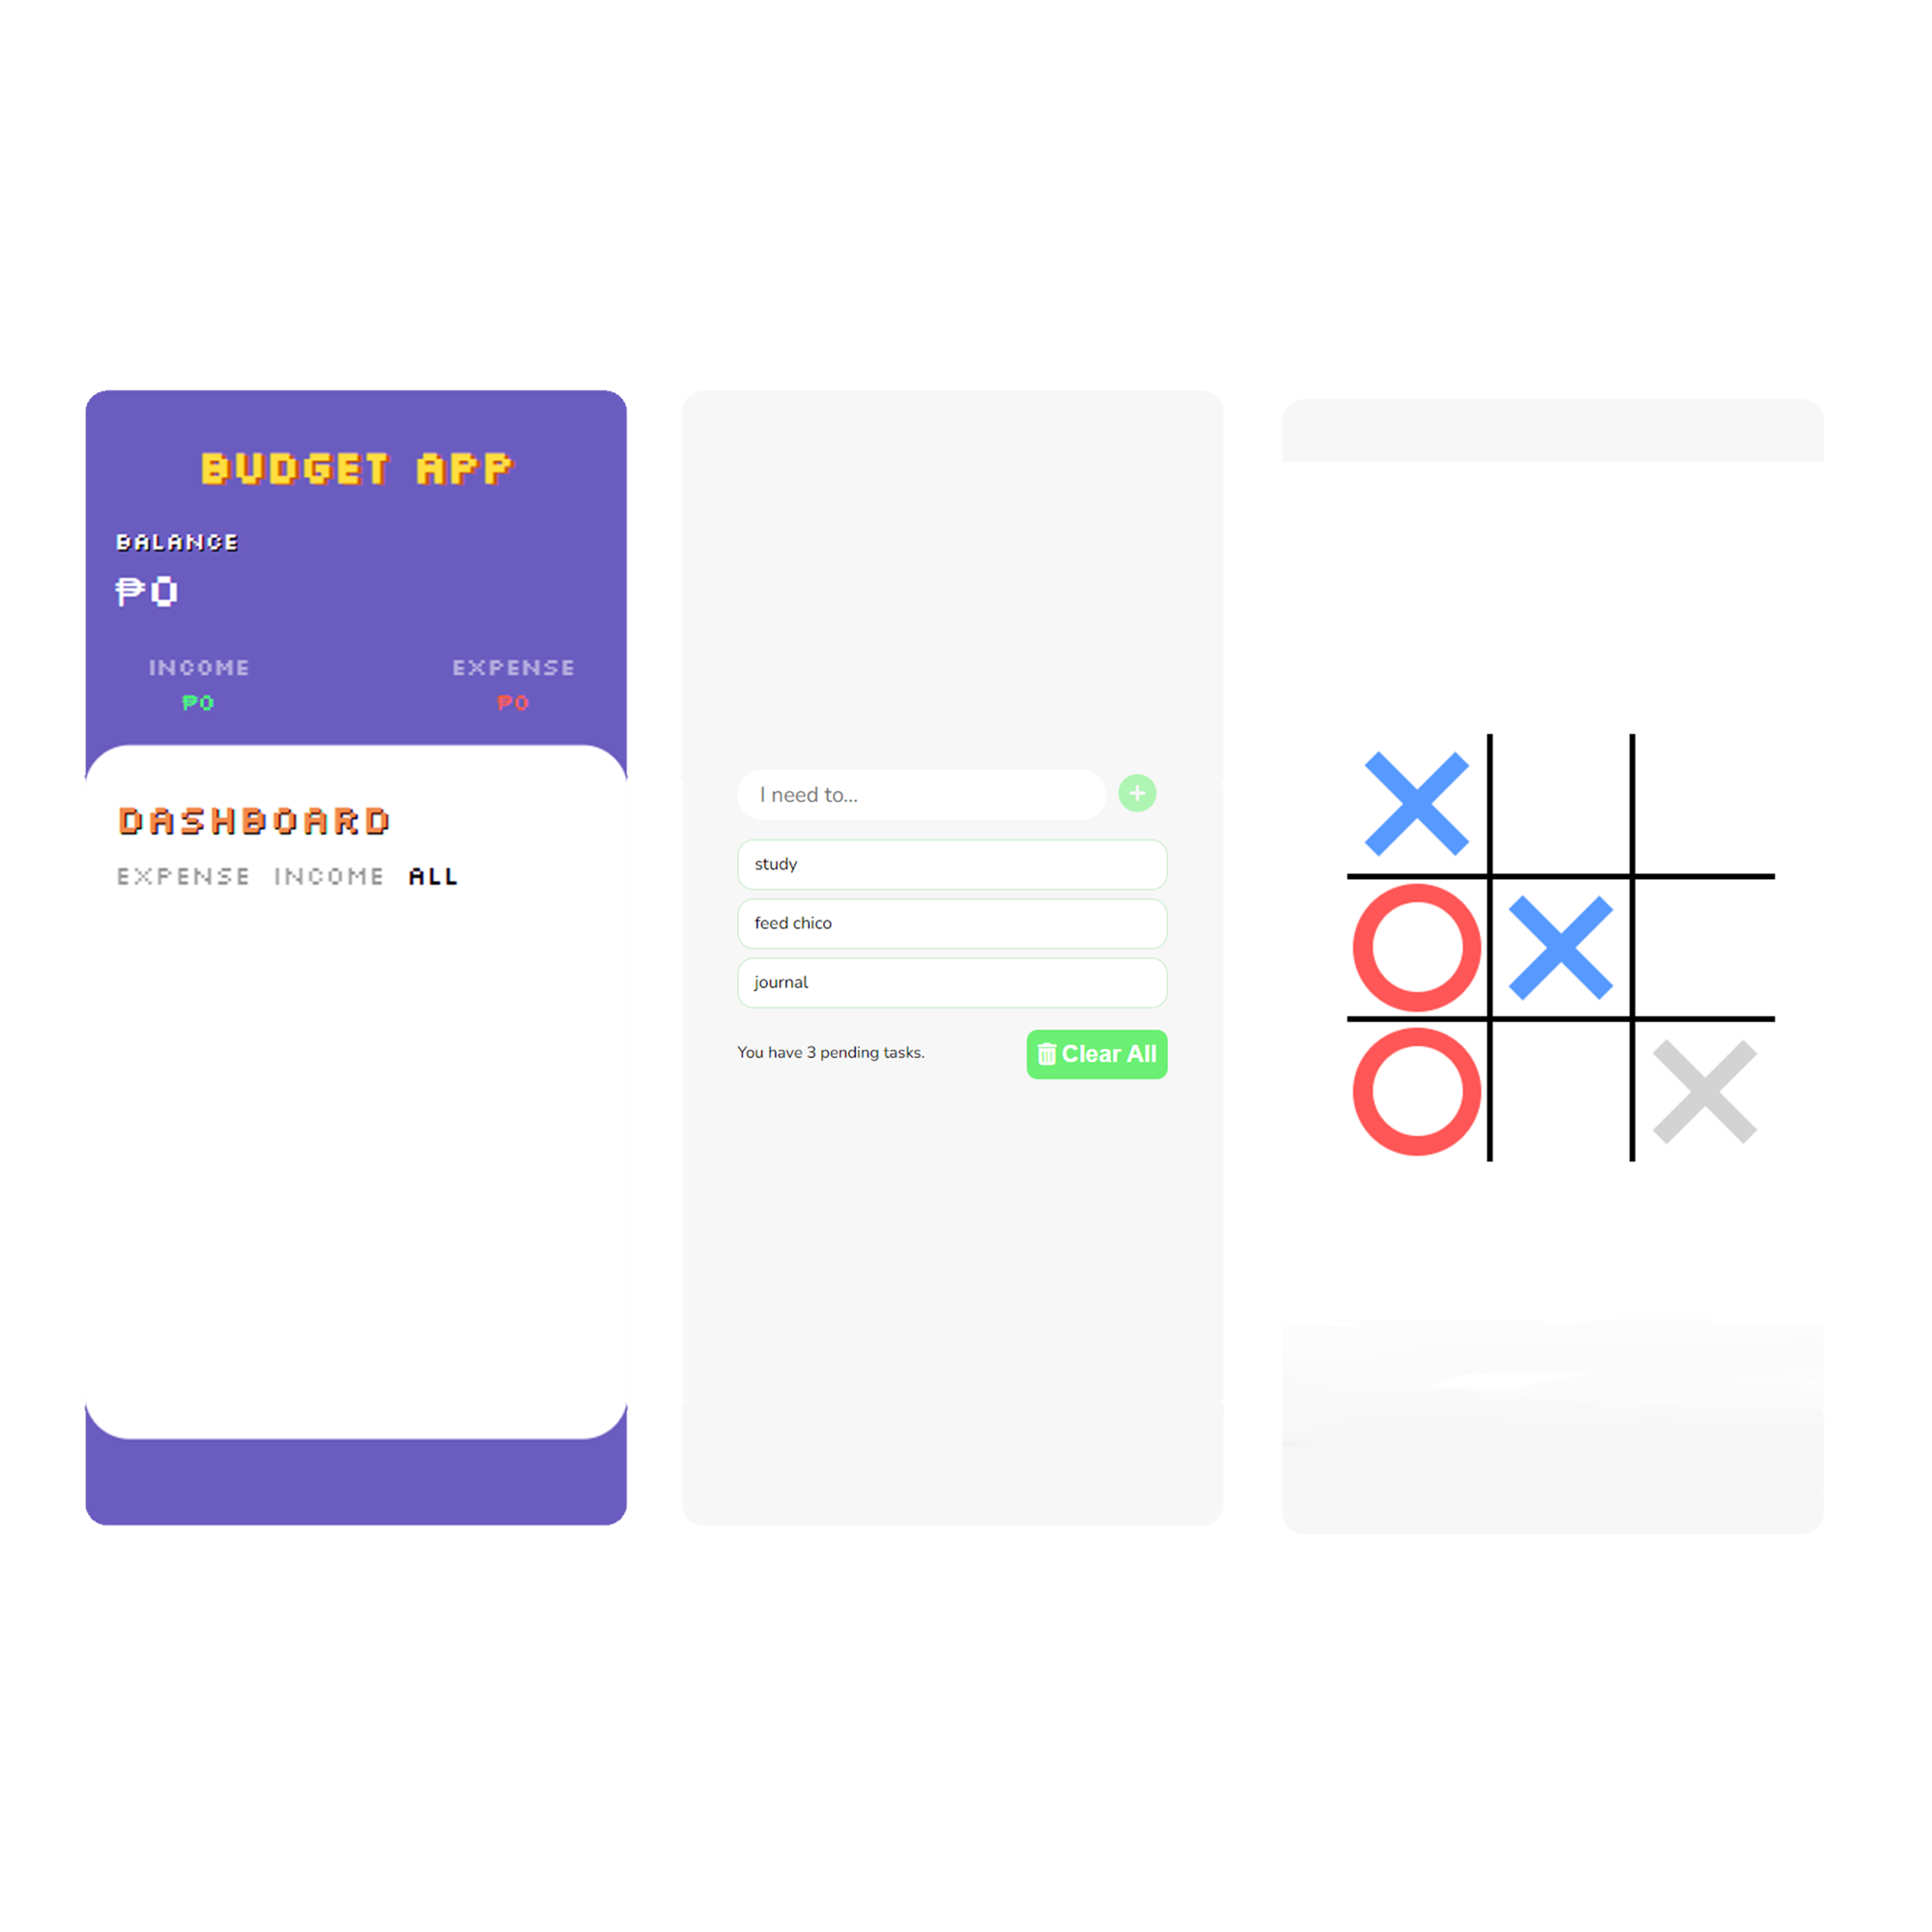 BUDGET APP
BALANCE
₱0
INCOME EXPENSE
₱0 ₱0
DASHBOARD
EXPENSE INCOME ALL
I need to...
study
feed chico
journal
You have 3 pending tasks.
Clear All